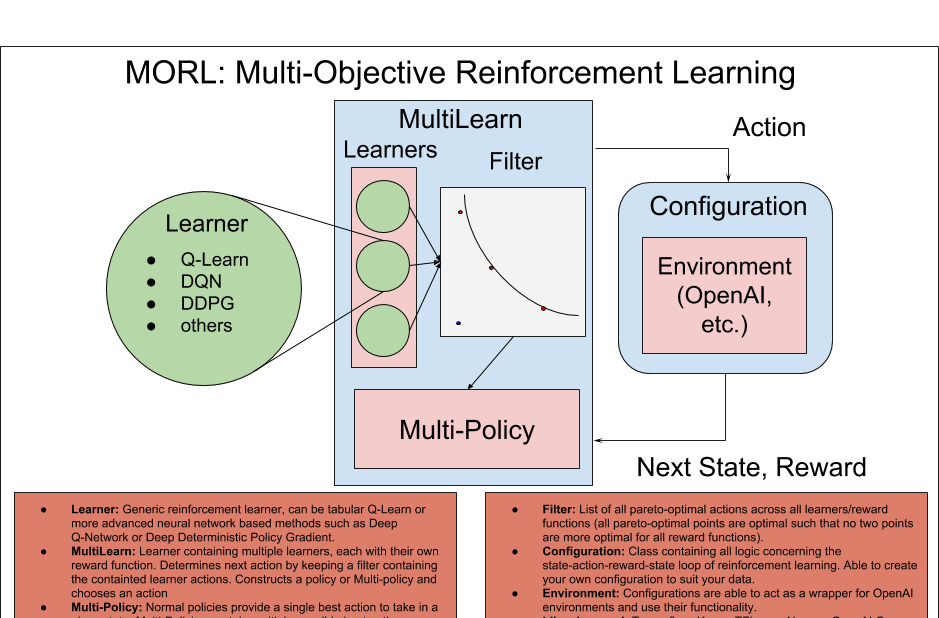 MORL: Multi-Objective Reinforcement Learning
MultiLearn
Learners
Filter
Action
Learner
● Q-Learn
● DQN
● DDPG
● others
Configuration
Environment
(OpenAI,
etc.)
Multi-Policy
Next State, Reward
● Learner: Generic reinforcement learner, can be tabular Q-Learn or
more advanced neural network based methods such as Deep
Q-Network or Deep Deterministic Policy Gradient.
● MultiLearn: Learner containing multiple learners, each with their own
reward function. Determines next action by keeping a filter containing
the containted learner actions. Constructs a policy or Multi-policy and
chooses an action
● Multi-Policy: Normal policies provide a single best action to take in a
● Filter: List of all pareto-optimal actions across all learners/reward
functions (all pareto-optimal points are optimal such that no two points
are more optimal for all reward functions).
● Configuration: Class containing all logic concerning the
state-action-reward-state loop of reinforcement learning. Able to create
your own configuration to suit your data.
● Environment: Configurations are able to act as a wrapper for OpenAI
environments and use their functionality.